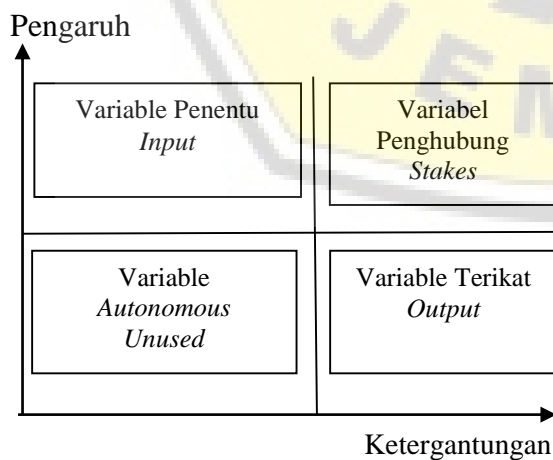 Pengaruh
Variable Penentu
Input
Variabel
Penghubung
Stakes
Variable
Autonomous
Unused
Variable Terikat
Output
Ketergantungan